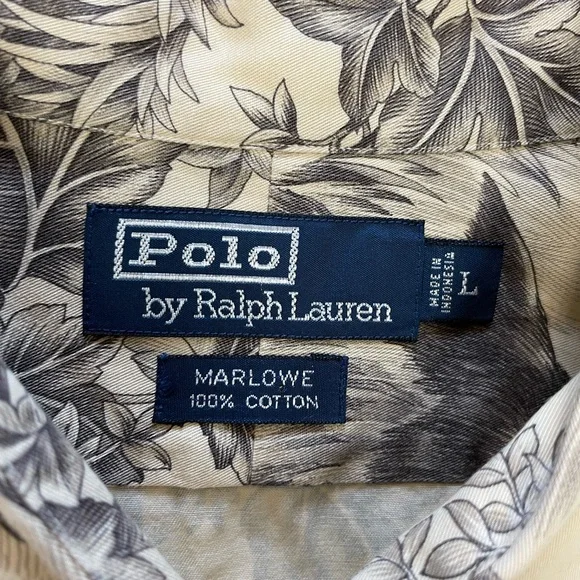 Polo
by Ralph Lauren
MADE IN
INDONESIA
L
MARLOWE
100% COTTON